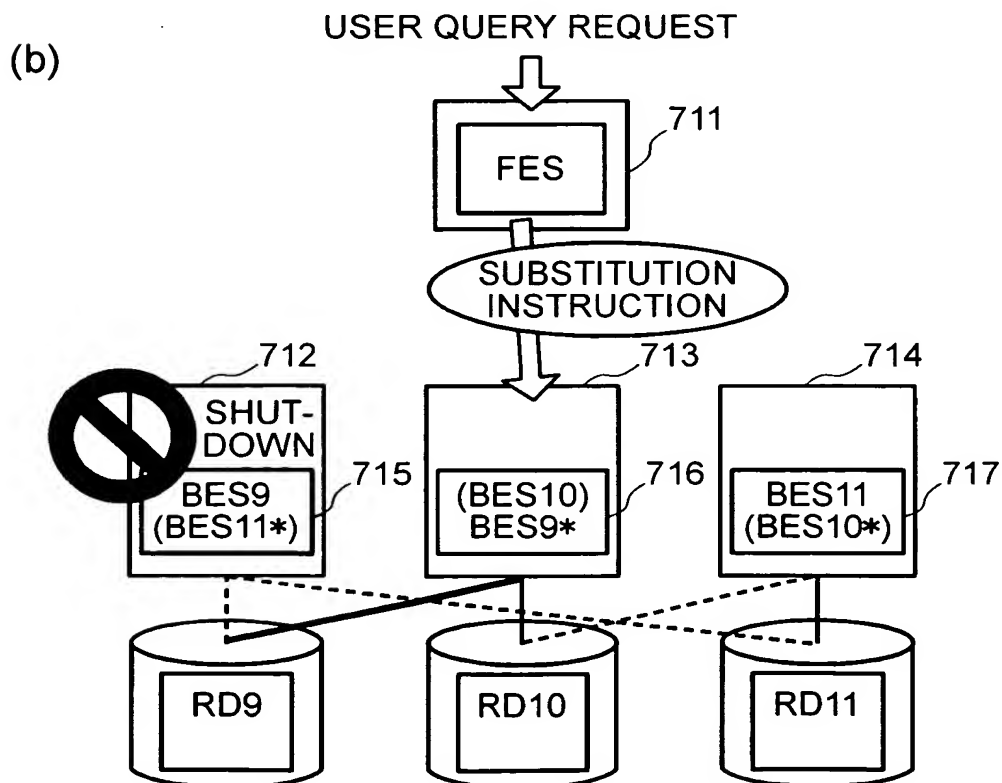 USER QUERY REQUEST
(b)
711
FES
SUBSTITUTION
INSTRUCTION
712
713
714
SHUT-
DOWN
BES9
(BES11*)
715
(BES10)
BES9*
716
BES11
(BES10*)
717
RD9
RD10
RD11